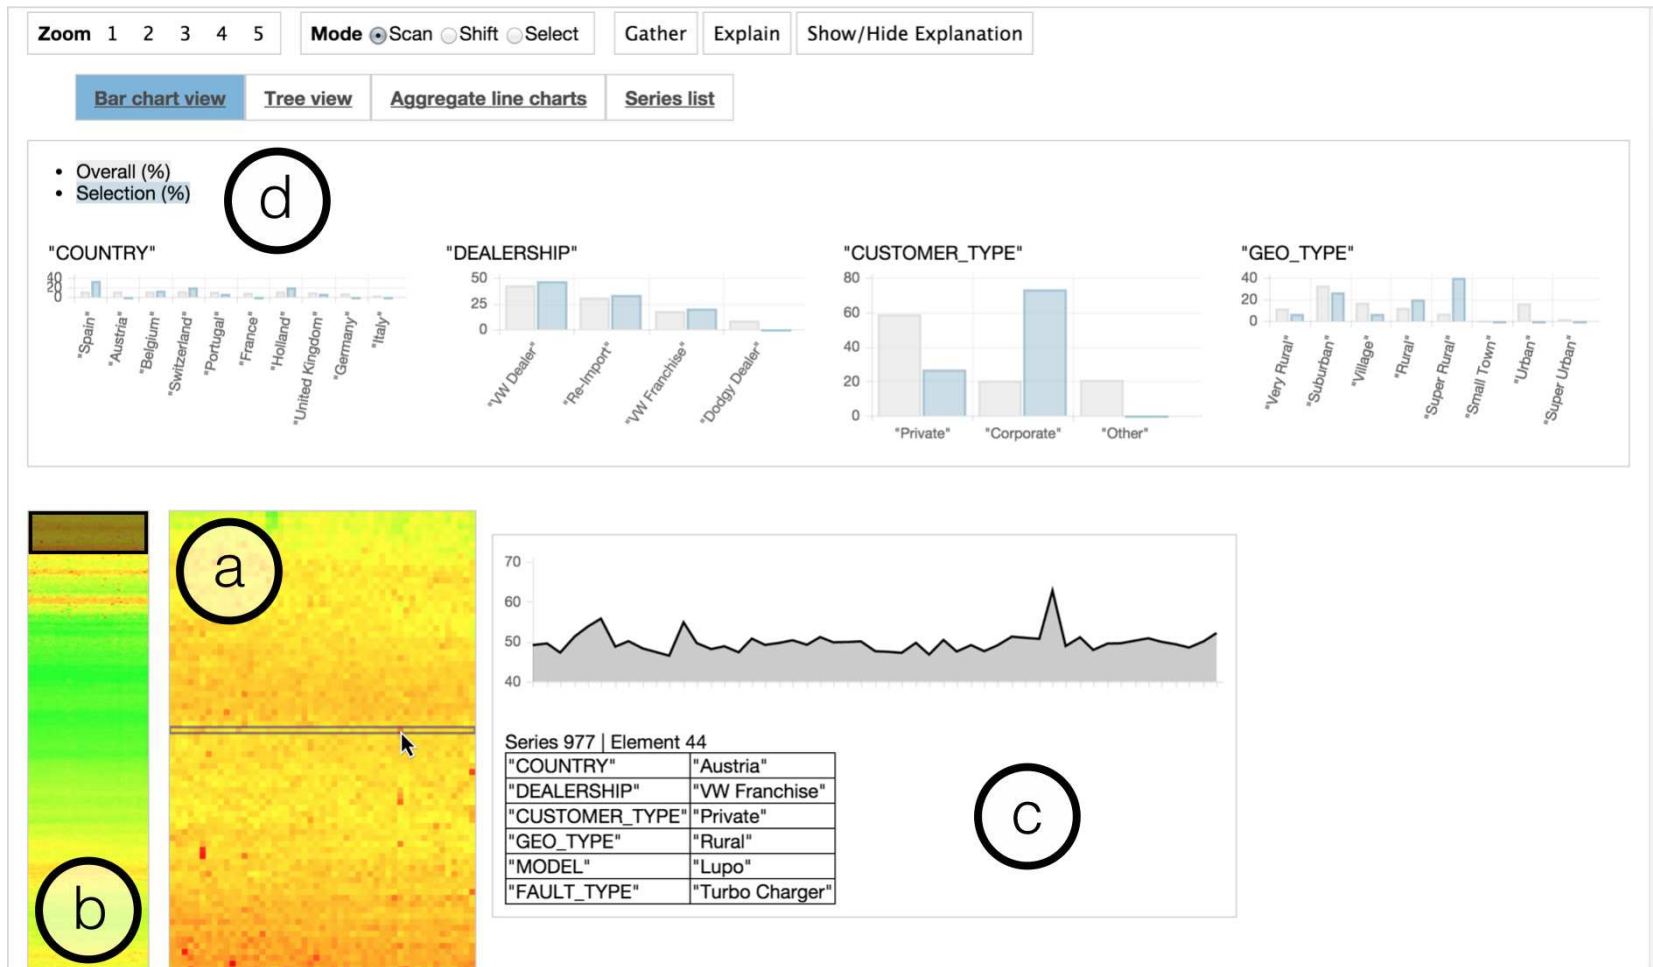 Zoom 1 2 3 4 5 Mode Scan Shift Select Gather Explain Show/Hide Explanation
Bar chart view Tree view Aggregate line charts Series list
• Overall (%)
• Selection (%)
d
"COUNTRY"
40
20
0
"Spain" "Austria" "Belgium" "Switzerland" "Portugal" "France" "Holland" "United Kingdom" "Germany" "Italy"
"DEALERSHIP"
50
25
0
"VW Dealer" "Re-Import" "VW Franchise" "Dodgy Dealer"
"CUSTOMER_TYPE"
80
60
40
20
0
"Private" "Corporate" "Other"
"GEO_TYPE"
40
20
0
"Very Rural" "Suburban" "Village" "Rural" "Super Rural" "Small Town" "Urban" "Super Urban"
a
b
70
60
50
40
Series 977 | Element 44
"COUNTRY" "Austria"
"DEALERSHIP" "VW Franchise"
"CUSTOMER_TYPE" "Private"
"GEO_TYPE" "Rural"
"MODEL" "Lupo"
"FAULT_TYPE" "Turbo Charger"
c